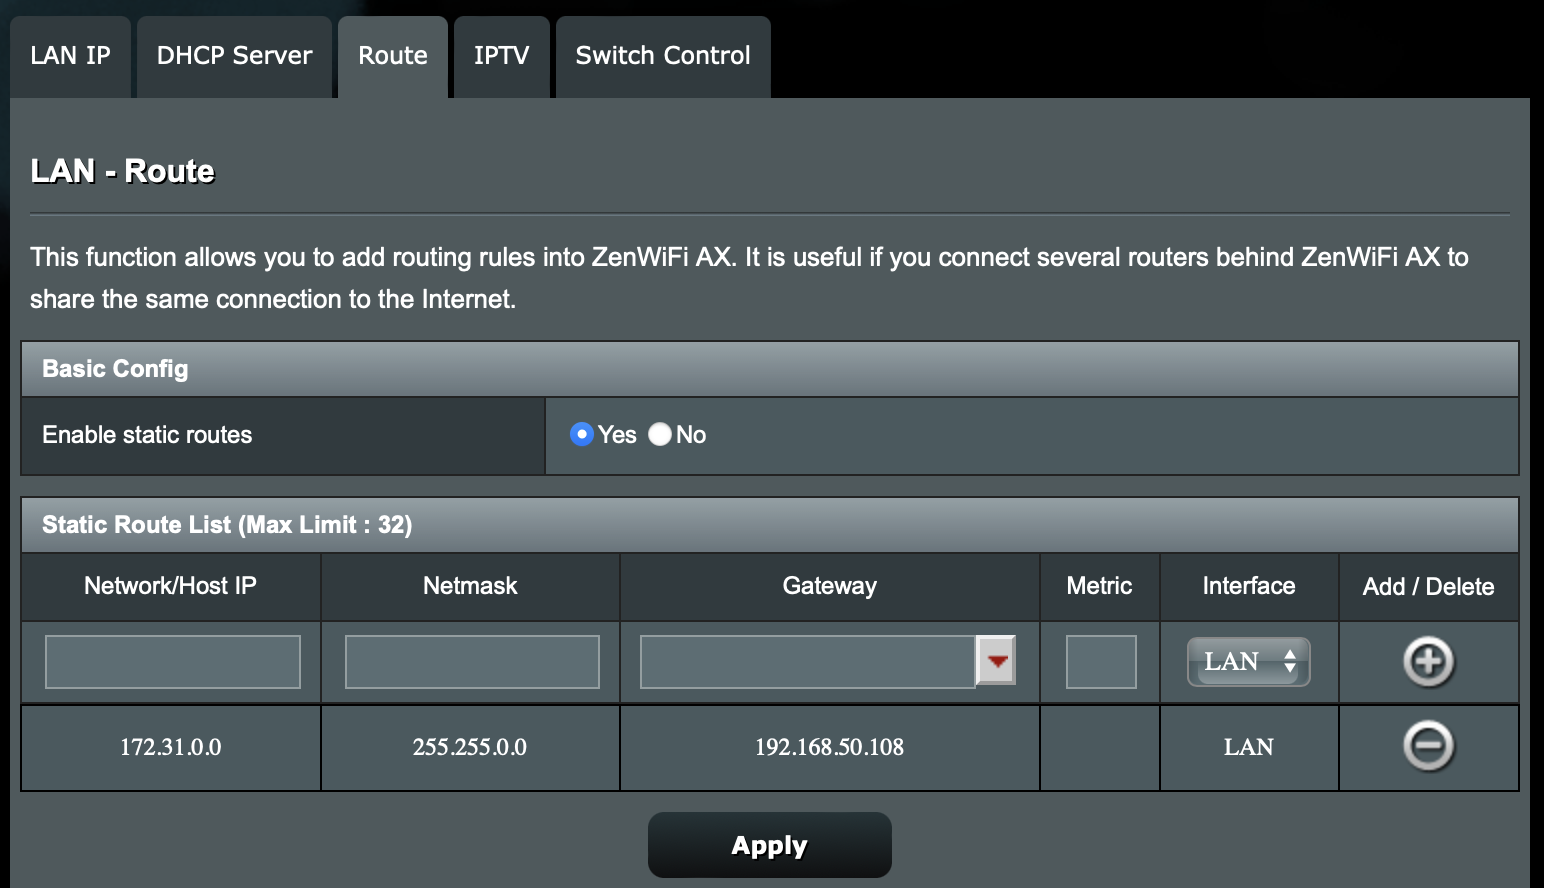 LAN IP DHCP Server Route IPTV Switch Control
LAN - Route
This function allows you to add routing rules into ZenWiFi AX. It is useful if you connect several routers behind ZenWiFi AX to
share the same connection to the Internet.
Basic Config
Enable static routes Yes No
Static Route List (Max Limit : 32)
Network/Host IP Netmask Gateway Metric Interface Add / Delete
LAN
172.31.0.0 255.255.0.0 192.168.50.108 LAN
Apply